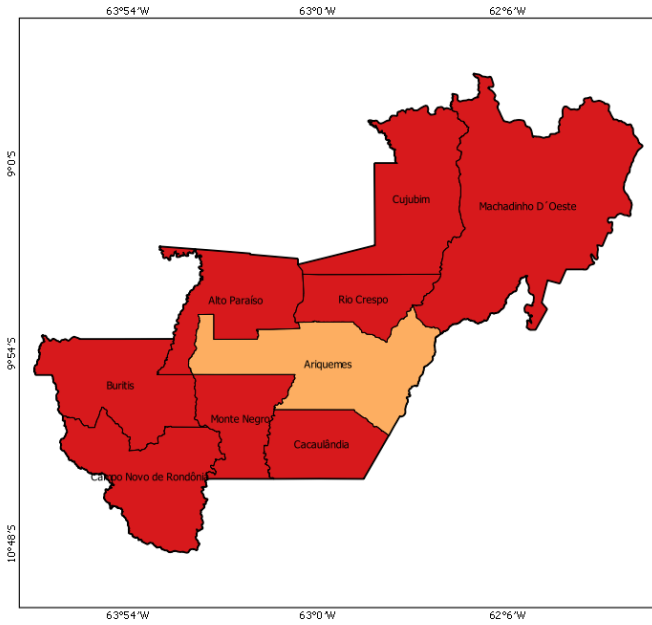 63°54'W 63°0'W 62°6'W
9°0'S
Cujubim
Machadinho D´Oeste
Alto Paraíso
Rio Crespo
9°54'S
Ariquemes
Buritis
Monte Negro
Cacaulândia
Campo Novo de Rondônia
10°48'S
63°54'W 63°0'W 62°6'W